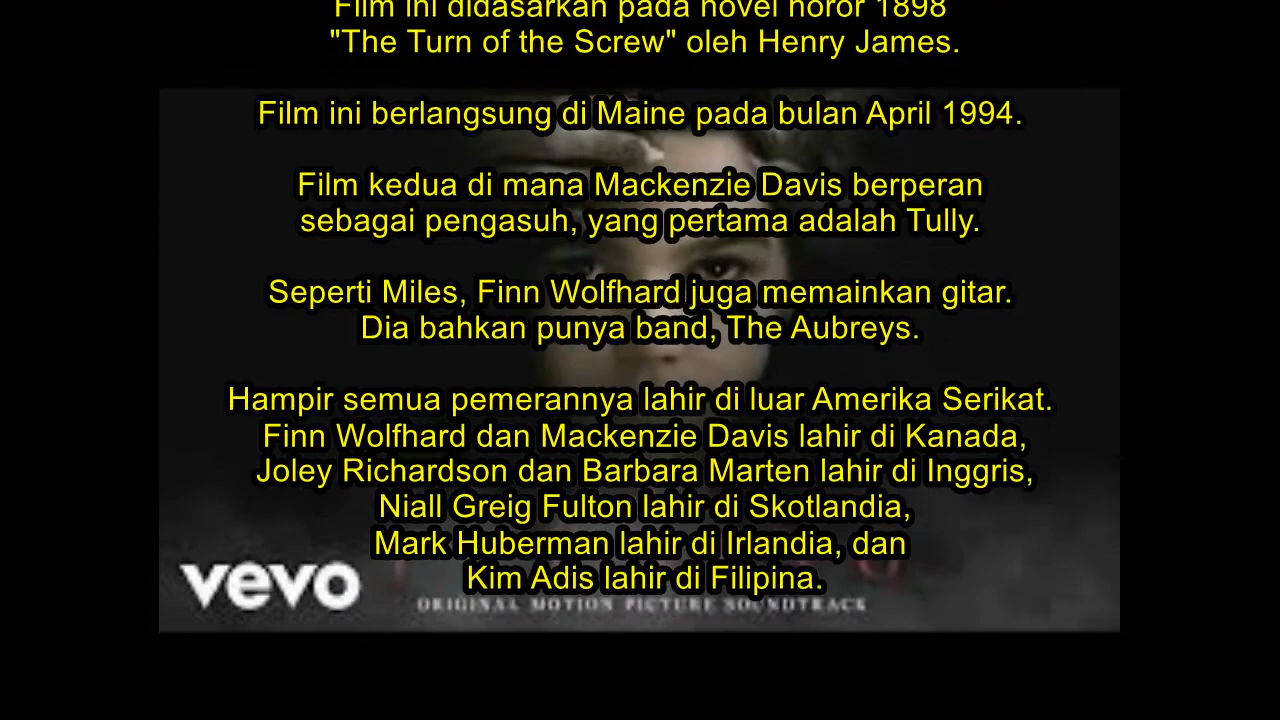 Film ini didasarkan pada novel horor 1898
"The Turn of the Screw" oleh Henry James.
Film ini berlangsung di Maine pada bulan April 1994.
Film kedua di mana Mackenzie Davis berperan
sebagai pengasuh, yang pertama adalah Tully.
Seperti Miles, Finn Wolfhard juga memainkan gitar.
Dia bahkan punya band, The Aubreys.
Hampir semua pemerannya lahir di luar Amerika Serikat.
Finn Wolfhard dan Mackenzie Davis lahir di Kanada,
Joley Richardson dan Barbara Marten lahir di Inggris,
Niall Greig Fulton lahir di Skotlandia,
Mark Huberman lahir di Irlandia, dan
Kim Adis lahir di Filipina.
vevo
ORIGINAL MOTION PICTURE SOUNDTRACK